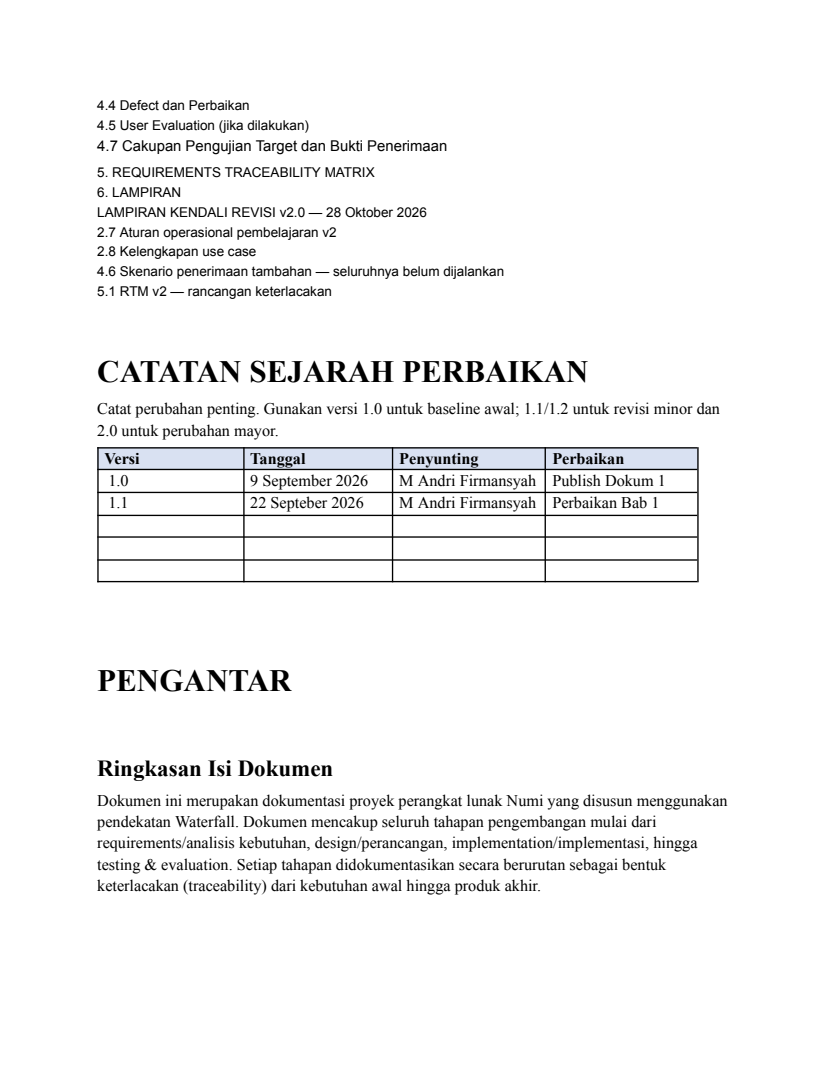 4.4 Defect dan Perbaikan
4.5 User Evaluation (jika dilakukan)
4.7 Cakupan Pengujian Target dan Bukti Penerimaan
5. REQUIREMENTS TRACEABILITY MATRIX
6. LAMPIRAN
LAMPIRAN KENDALI REVISI v2.0 — 28 Oktober 2026
2.7 Aturan operasional pembelajaran v2
2.8 Kelengkapan use case
4.6 Skenario penerimaan tambahan — seluruhnya belum dijalankan
5.1 RTM v2 — rancangan keterlacakan
CATATAN SEJARAH PERBAIKAN
Catat perubahan penting. Gunakan versi 1.0 untuk baseline awal; 1.1/1.2 untuk revisi minor dan
2.0 untuk perubahan mayor.
Versi Tanggal Penyunting Perbaikan
1.0 9 September 2026 M Andri Firmansyah Publish Dokum 1
1.1 22 Septeber 2026 M Andri Firmansyah Perbaikan Bab 1
PENGANTAR
Ringkasan Isi Dokumen
Dokumen ini merupakan dokumentasi proyek perangkat lunak Numi yang disusun menggunakan
pendekatan Waterfall. Dokumen mencakup seluruh tahapan pengembangan mulai dari
requirements/analisis kebutuhan, design/perancangan, implementation/implementasi, hingga
testing & evaluation. Setiap tahapan didokumentasikan secara berurutan sebagai bentuk
keterlacakan (traceability) dari kebutuhan awal hingga produk akhir.